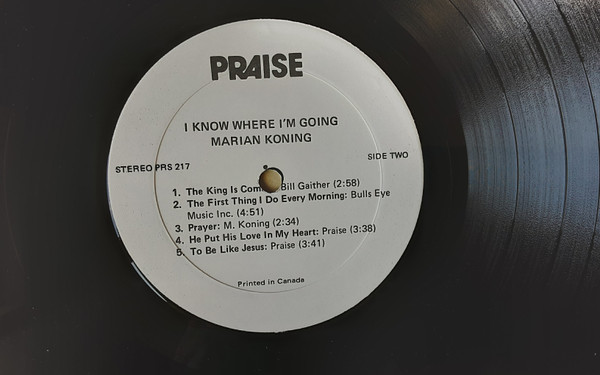 PRAISE
I KNOW WHERE I'M GOING
MARIAN KONING
STEREO PRS 217
SIDE TWO
1. The King Is Bill Gaither (2:58)
2. The First Thing I Do Every Morning: Bulls Eye
Music Inc. (4:51)
3. Prayer: M. Koning (2:34)
4. He Put His Love In My Heart: Praise (3:38)
5. To Be Like Jesus: Praise (3:41)
Printed in Canada